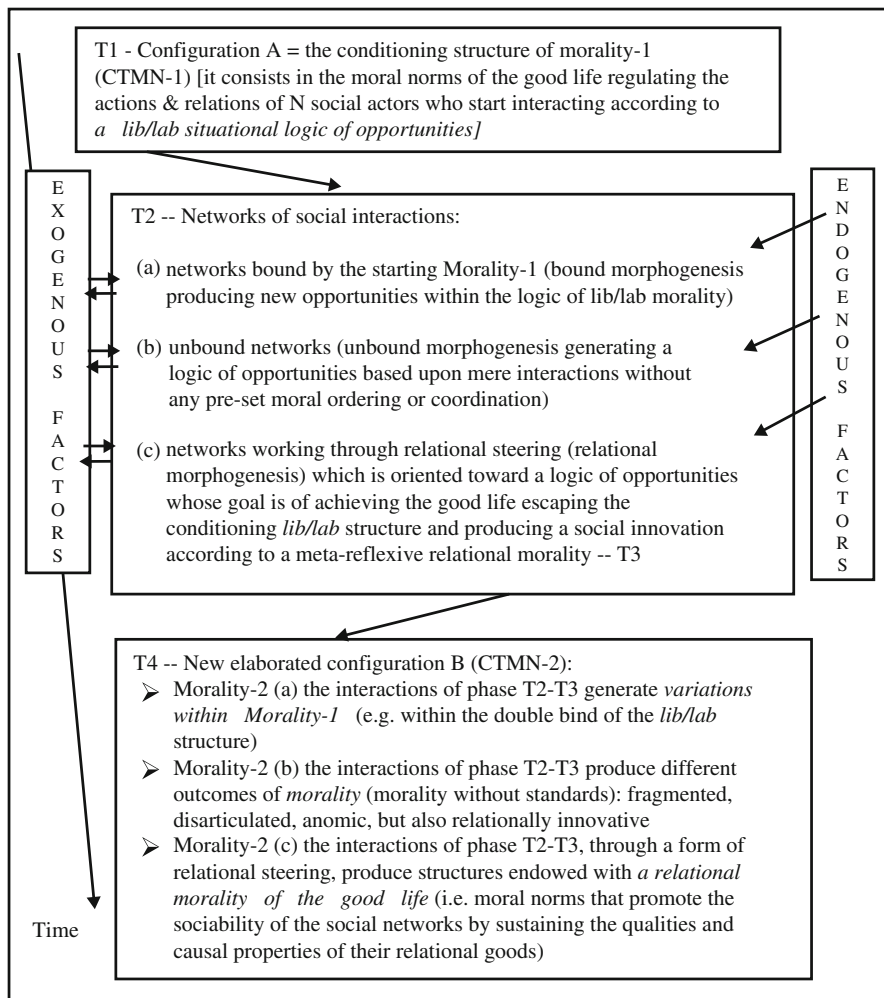 T1 - Configuration A = the conditioning structure of morality-1
(CTMN-1) [it consists in the moral norms of the good life regulating the
actions & relations of N social actors who start interacting according to
a lib/lab situational logic of opportunities]
EXOGENOUS FACTORS
T2 -- Networks of social interactions:
(a) networks bound by the starting Morality-1 (bound morphogenesis
producing new opportunities within the logic of lib/lab morality)
(b) unbound networks (unbound morphogenesis generating a
logic of opportunities based upon mere interactions without
any pre-set moral ordering or coordination)
(c) networks working through relational steering (relational
morphogenesis) which is oriented toward a logic of opportunities
whose goal is of achieving the good life escaping the
conditioning lib/lab structure and producing a social innovation
according to a meta-reflexive relational morality -- T3
ENDOGENOUS FACTORS
T4 -- New elaborated configuration B (CTMN-2):
➢ Morality-2 (a) the interactions of phase T2-T3 generate variations
within Morality-1 (e.g. within the double bind of the lib/lab
structure)
➢ Morality-2 (b) the interactions of phase T2-T3 produce different
outcomes of morality (morality without standards): fragmented,
disarticulated, anomic, but also relationally innovative
➢ Morality-2 (c) the interactions of phase T2-T3, through a form of
relational steering, produce structures endowed with a relational
morality of the good life (i.e. moral norms that promote the
sociability of the social networks by sustaining the qualities and
causal properties of their relational goods)
Time